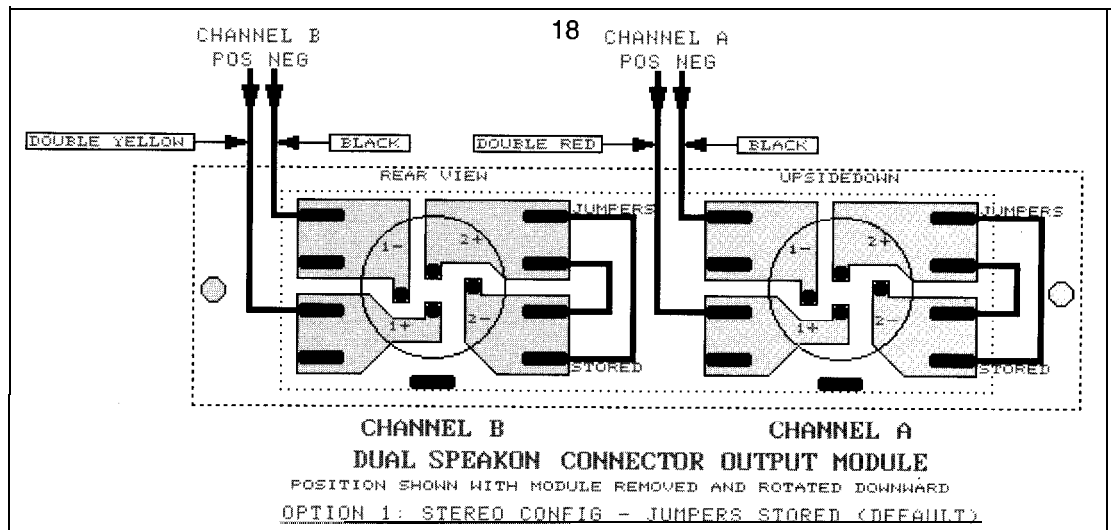 18
CHANNEL B
POS NEG
CHANNEL A
POS NEG
DOUBLE YELLOW
BLACK
DOUBLE RED
BLACK
REAR VIEW
UPSIDEDOWN
JUMPERS
JUMPERS
1-
2+
1-
2+
1+
2-
1+
2-
STORED
STORED
CHANNEL B
CHANNEL A
DUAL SPEAKON CONNECTOR OUTPUT MODULE
POSITION SHOWN WITH MODULE REMOVED AND ROTATED DOWNWARD
OPTION 1: STEREO CONFIG - JUMPERS STORED (DEFAULT)